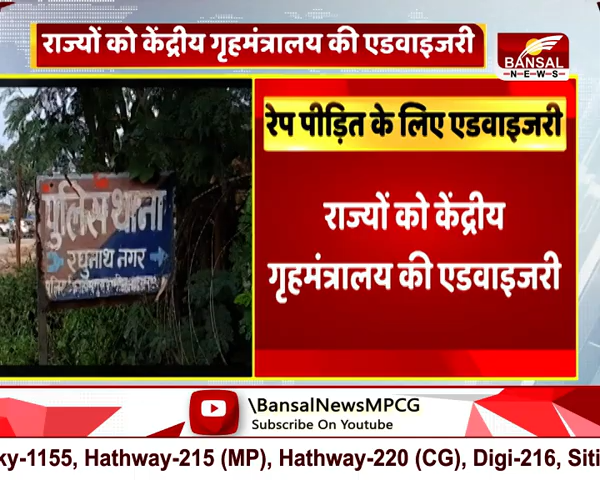 राज्यों को केंद्रीय गृहमंत्रालय की एडवाइजरी
BANSAL
NEWS
रेप पीड़ित के लिए एडवाइजरी
राज्यों को केंद्रीय
गृहमंत्रालय की एडवाइजरी
पुलिस थाना
रघुनाथ नगर
\BansalNewsMPCG
Subscribe On Youtube
ky-1155, Hathway-215 (MP), Hathway-220 (CG), Digi-216, Siti